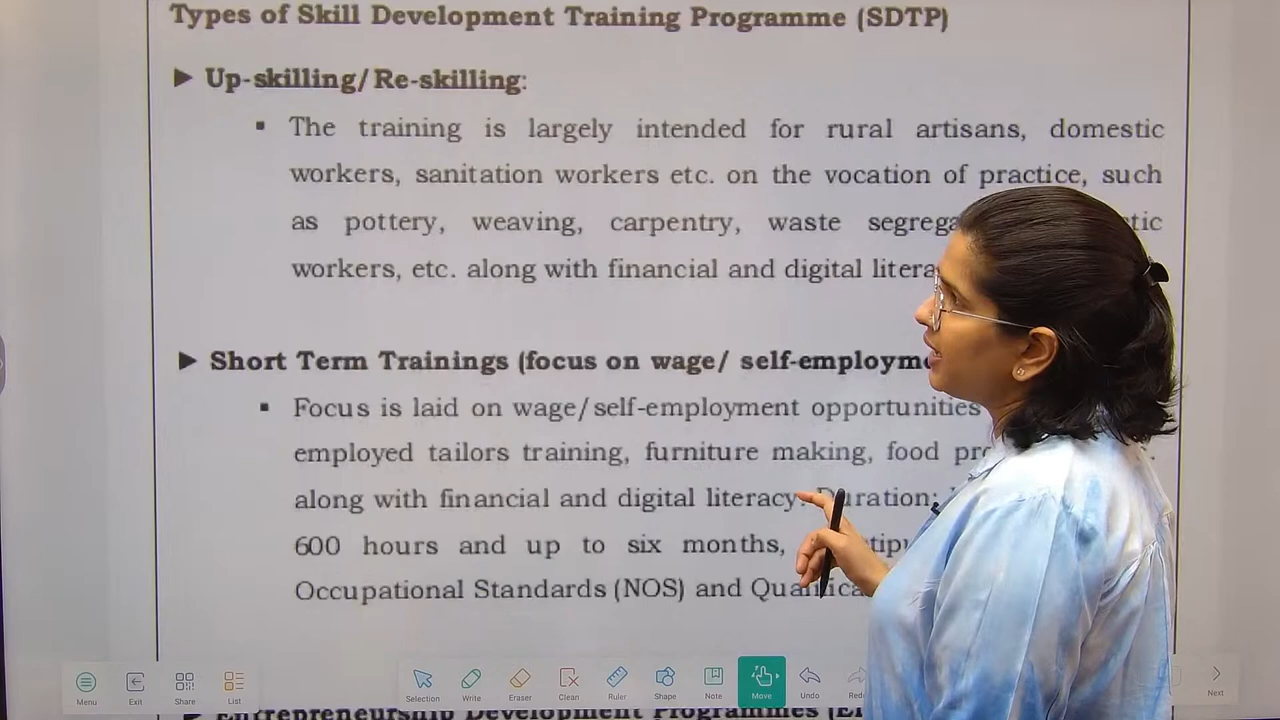 Types of Skill Development Training Programme (SDTP)
► Up-skilling/Re-skilling:
▪ The training is largely intended for rural artisans, domestic
workers, sanitation workers etc. on the vocation of practice, such
as pottery, weaving, carpentry, waste
workers, etc. along with financial and digital
► Short Term Trainings (focus on wage/ self-employm
▪ Focus is laid on wage/self-employment opportunities
employed tailors training, furniture making, food
along with financial and digital literacy. Duration:
600 hours and up to six months,
Occupational Standards (NOS) and
Entrepreneurship Development Programmes
Menu Exit Share List Selection Write Eraser Clean Ruler Shape Note Move Undo Next